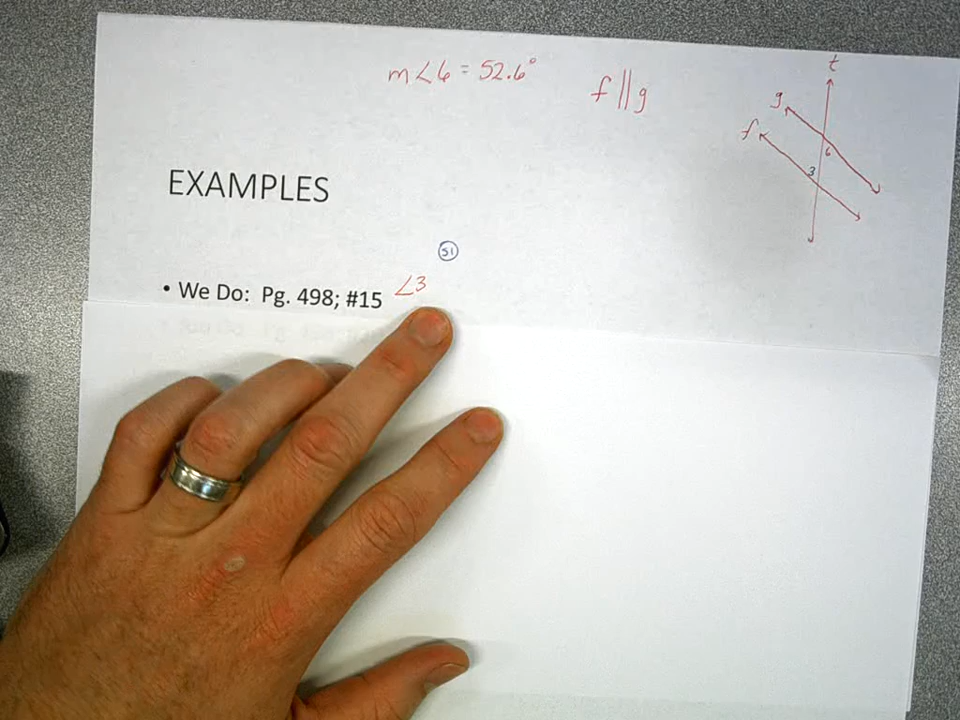 m∠6 = 52.6°
f || g
t
g
f
6
3
EXAMPLES
51
• We Do: Pg. 498; #15 ∠3